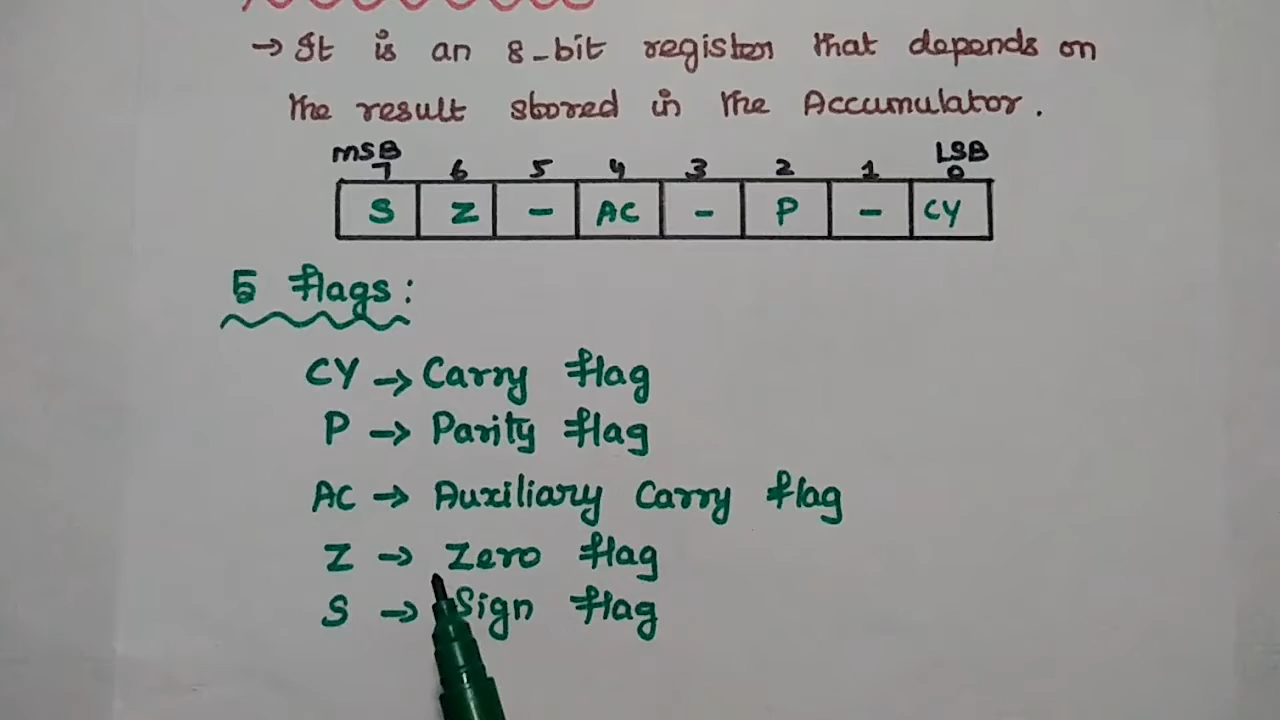 → It is an 8-bit register that depends on
the result stored in the Accumulator.
MSB LSB
7 6 5 4 3 2 1 0
S Z - AC - P - CY
5 flags:
CY → Carry flag
P → Parity flag
AC → Auxiliary Carry flag
Z → Zero flag
S → Sign flag